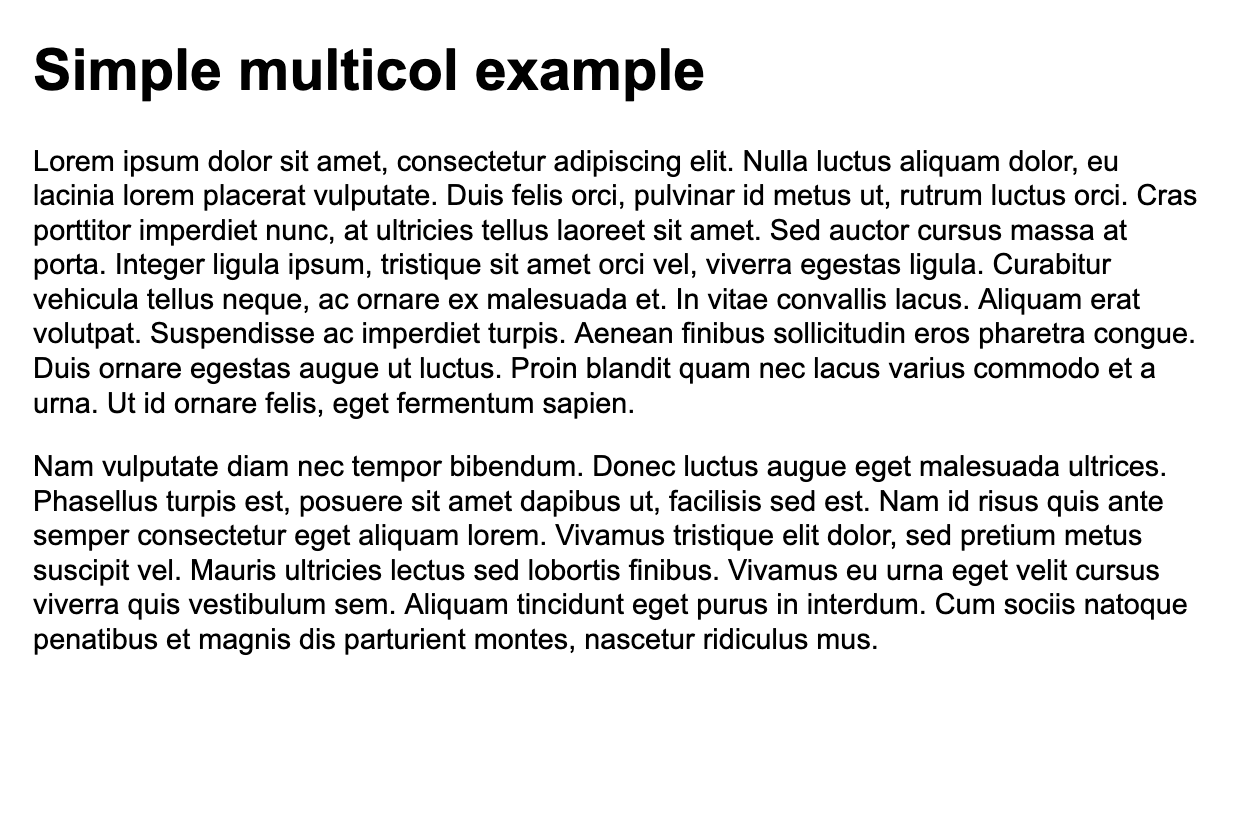 Simple multicol example
Lorem ipsum dolor sit amet, consectetur adipiscing elit. Nulla luctus aliquam dolor, eu
lacinia lorem placerat vulputate. Duis felis orci, pulvinar id metus ut, rutrum luctus orci. Cras
porttitor imperdiet nunc, at ultricies tellus laoreet sit amet. Sed auctor cursus massa at
porta. Integer ligula ipsum, tristique sit amet orci vel, viverra egestas ligula. Curabitur
vehicula tellus neque, ac ornare ex malesuada et. In vitae convallis lacus. Aliquam erat
volutpat. Suspendisse ac imperdiet turpis. Aenean finibus sollicitudin eros pharetra congue.
Duis ornare egestas augue ut luctus. Proin blandit quam nec lacus varius commodo et a
urna. Ut id ornare felis, eget fermentum sapien.
Nam vulputate diam nec tempor bibendum. Donec luctus augue eget malesuada ultrices.
Phasellus turpis est, posuere sit amet dapibus ut, facilisis sed est. Nam id risus quis ante
semper consectetur eget aliquam lorem. Vivamus tristique elit dolor, sed pretium metus
suscipit vel. Mauris ultricies lectus sed lobortis finibus. Vivamus eu urna eget velit cursus
viverra quis vestibulum sem. Aliquam tincidunt eget purus in interdum. Cum sociis natoque
penatibus et magnis dis parturient montes, nascetur ridiculus mus.